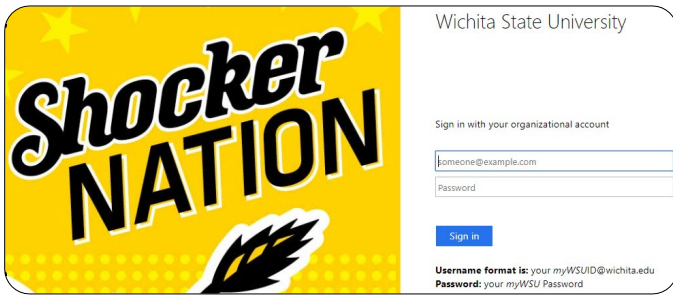 Shocker
NATION
Wichita State University
Sign in with your organizational account
someone@example.com
Password
Sign in
Username format is: your myWSUID@wichita.edu
Password: your myWSU Password